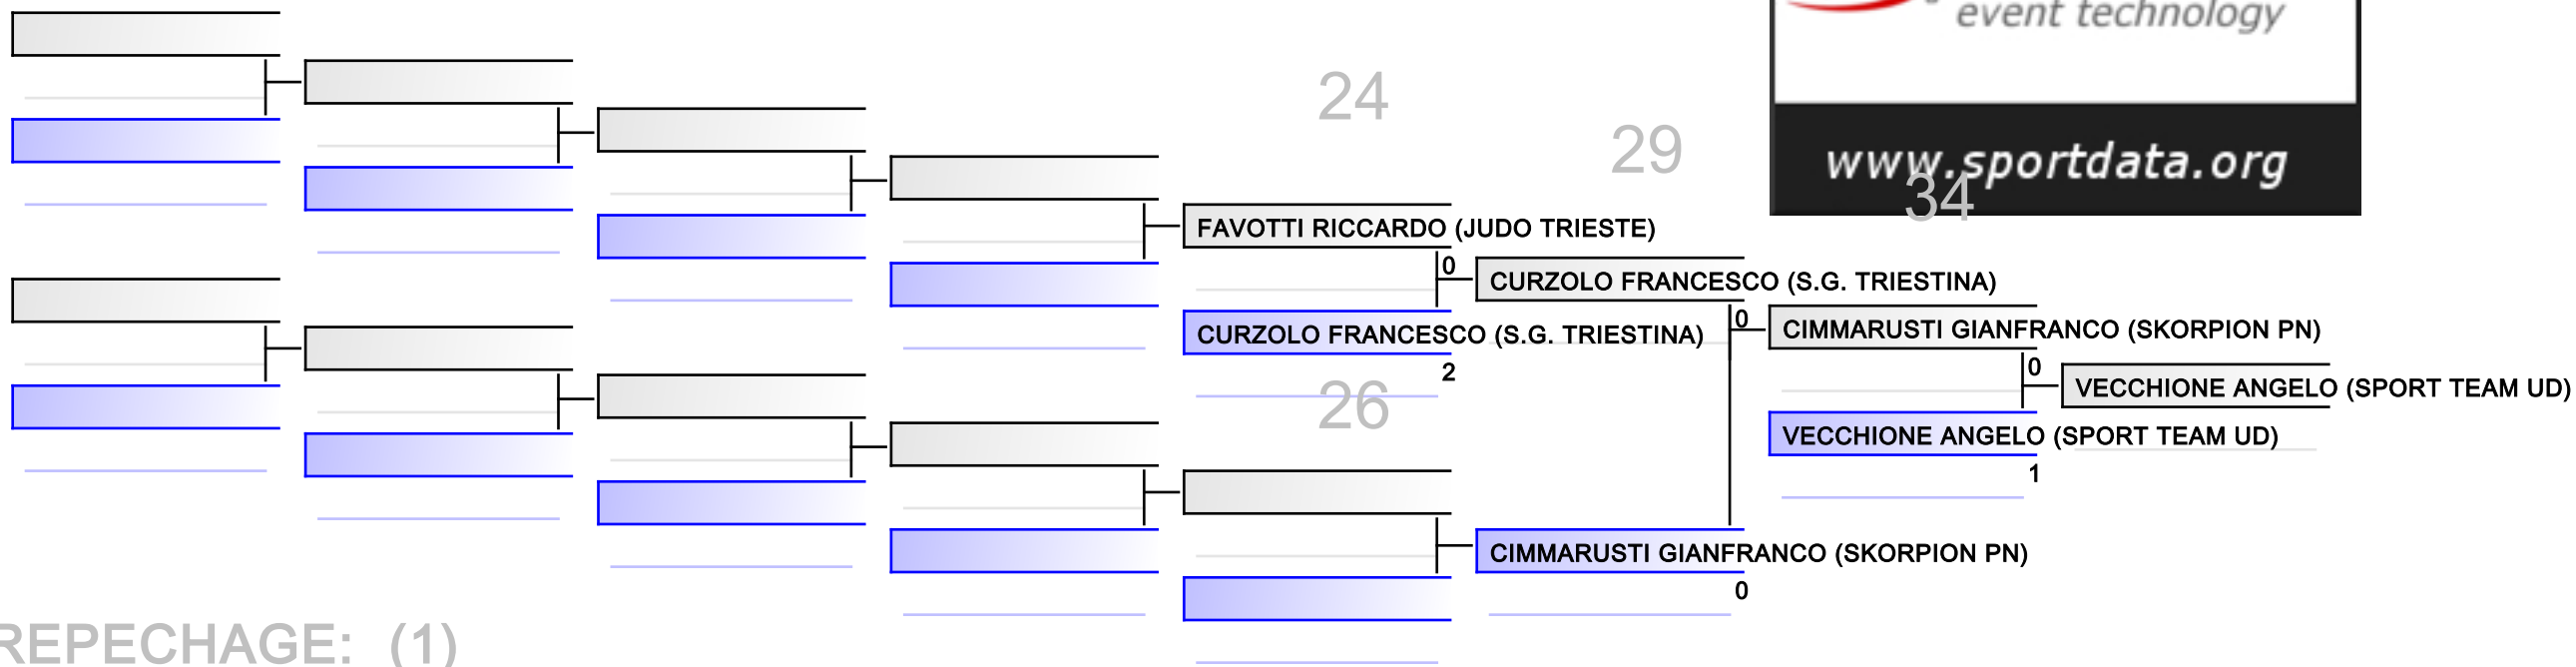 event technology
www.sportdata.org
24
29
34
FAVOTTI RICCARDO (JUDO TRIESTE)
0
CURZOLO FRANCESCO (S.G. TRIESTINA)
CURZOLO FRANCESCO (S.G. TRIESTINA)
2
0
CIMMARUSTI GIANFRANCO (SKORPION PN)
0
VECCHIONE ANGELO (SPORT TEAM UD)
VECCHIONE ANGELO (SPORT TEAM UD)
1
26
CIMMARUSTI GIANFRANCO (SKORPION PN)
0
REPECHAGE: (1)